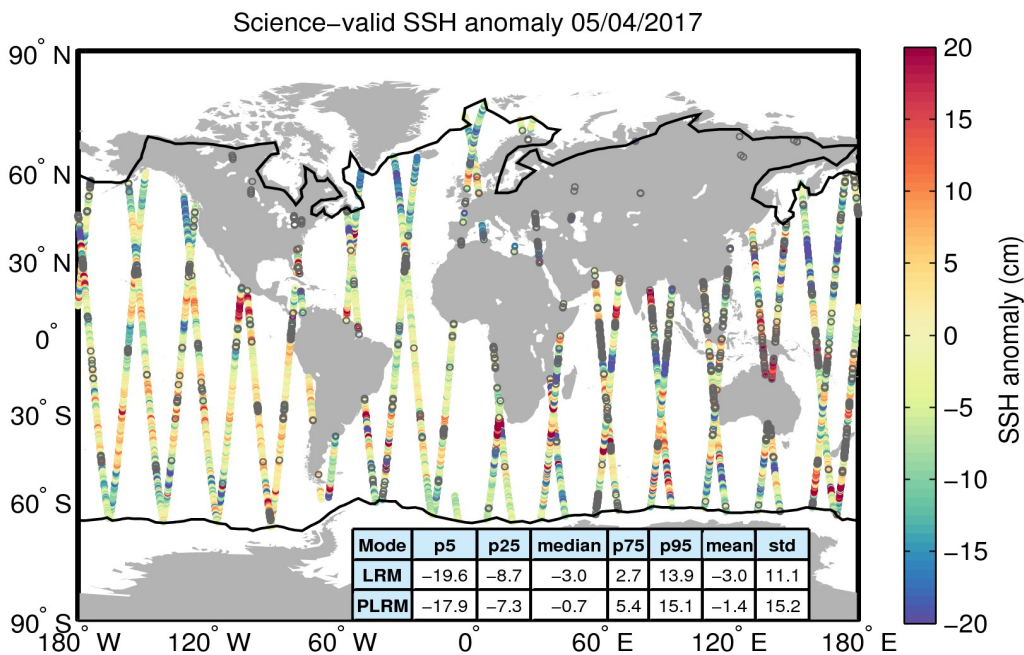 Science−valid SSH anomaly 05/04/2017
90° N
60° N
30° N
0°
30° S
60° S
90° S
180° W
120° W
60° W
0°
60° E
120° E
180° E
Mode p5 p25 median p75 p95 mean std
LRM −19.6 −8.7 −3.0 2.7 13.9 −3.0 11.1
PLRM −17.9 −7.3 −0.7 5.4 15.1 −1.4 15.2
20
15
10
5
0
−5
−10
−15
−20
SSH anomaly (cm)